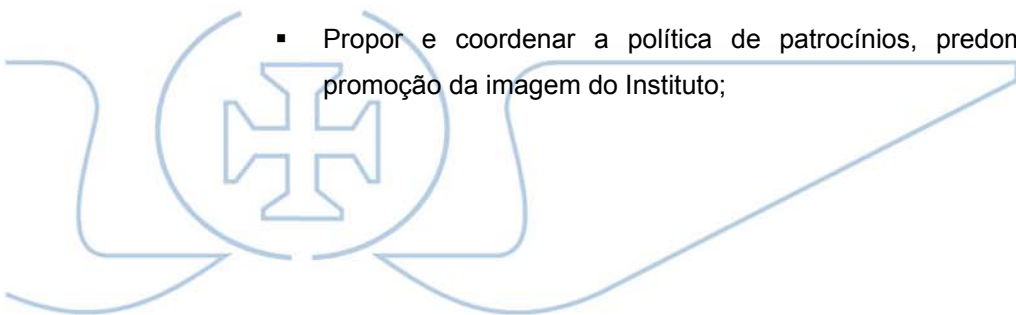 ▪ Propor e coordenar a política de patrocínios, predon
promoção da imagem do Instituto;